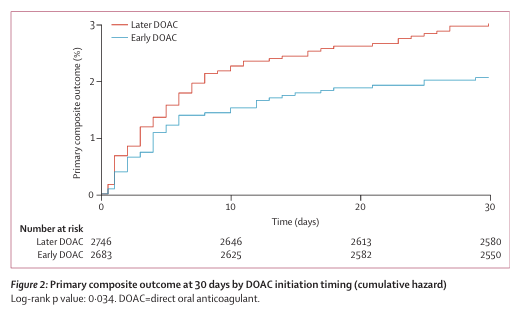 Later DOAC
Early DOAC
Primary composite outcome (%)
3
2
1
0
0 10 20 30
Time (days)
Number at risk
Later DOAC 2746 2646 2613 2580
Early DOAC 2683 2625 2582 2550
Figure 2: Primary composite outcome at 30 days by DOAC initiation timing (cumulative hazard)
Log-rank p value: 0·034. DOAC=direct oral anticoagulant.